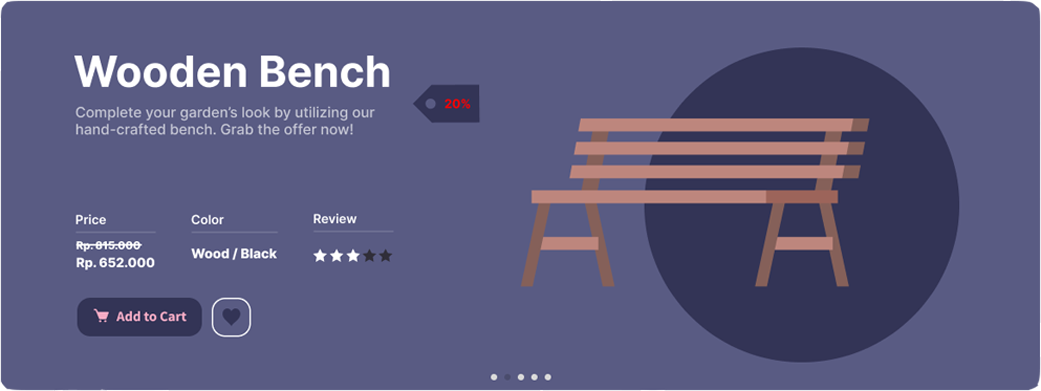 Wooden Bench
20%
Complete your garden's look by utilizing our
hand-crafted bench. Grab the offer now!
Price
Rp. 815.000
Rp. 652.000
Color
Wood / Black
Review
Add to Cart